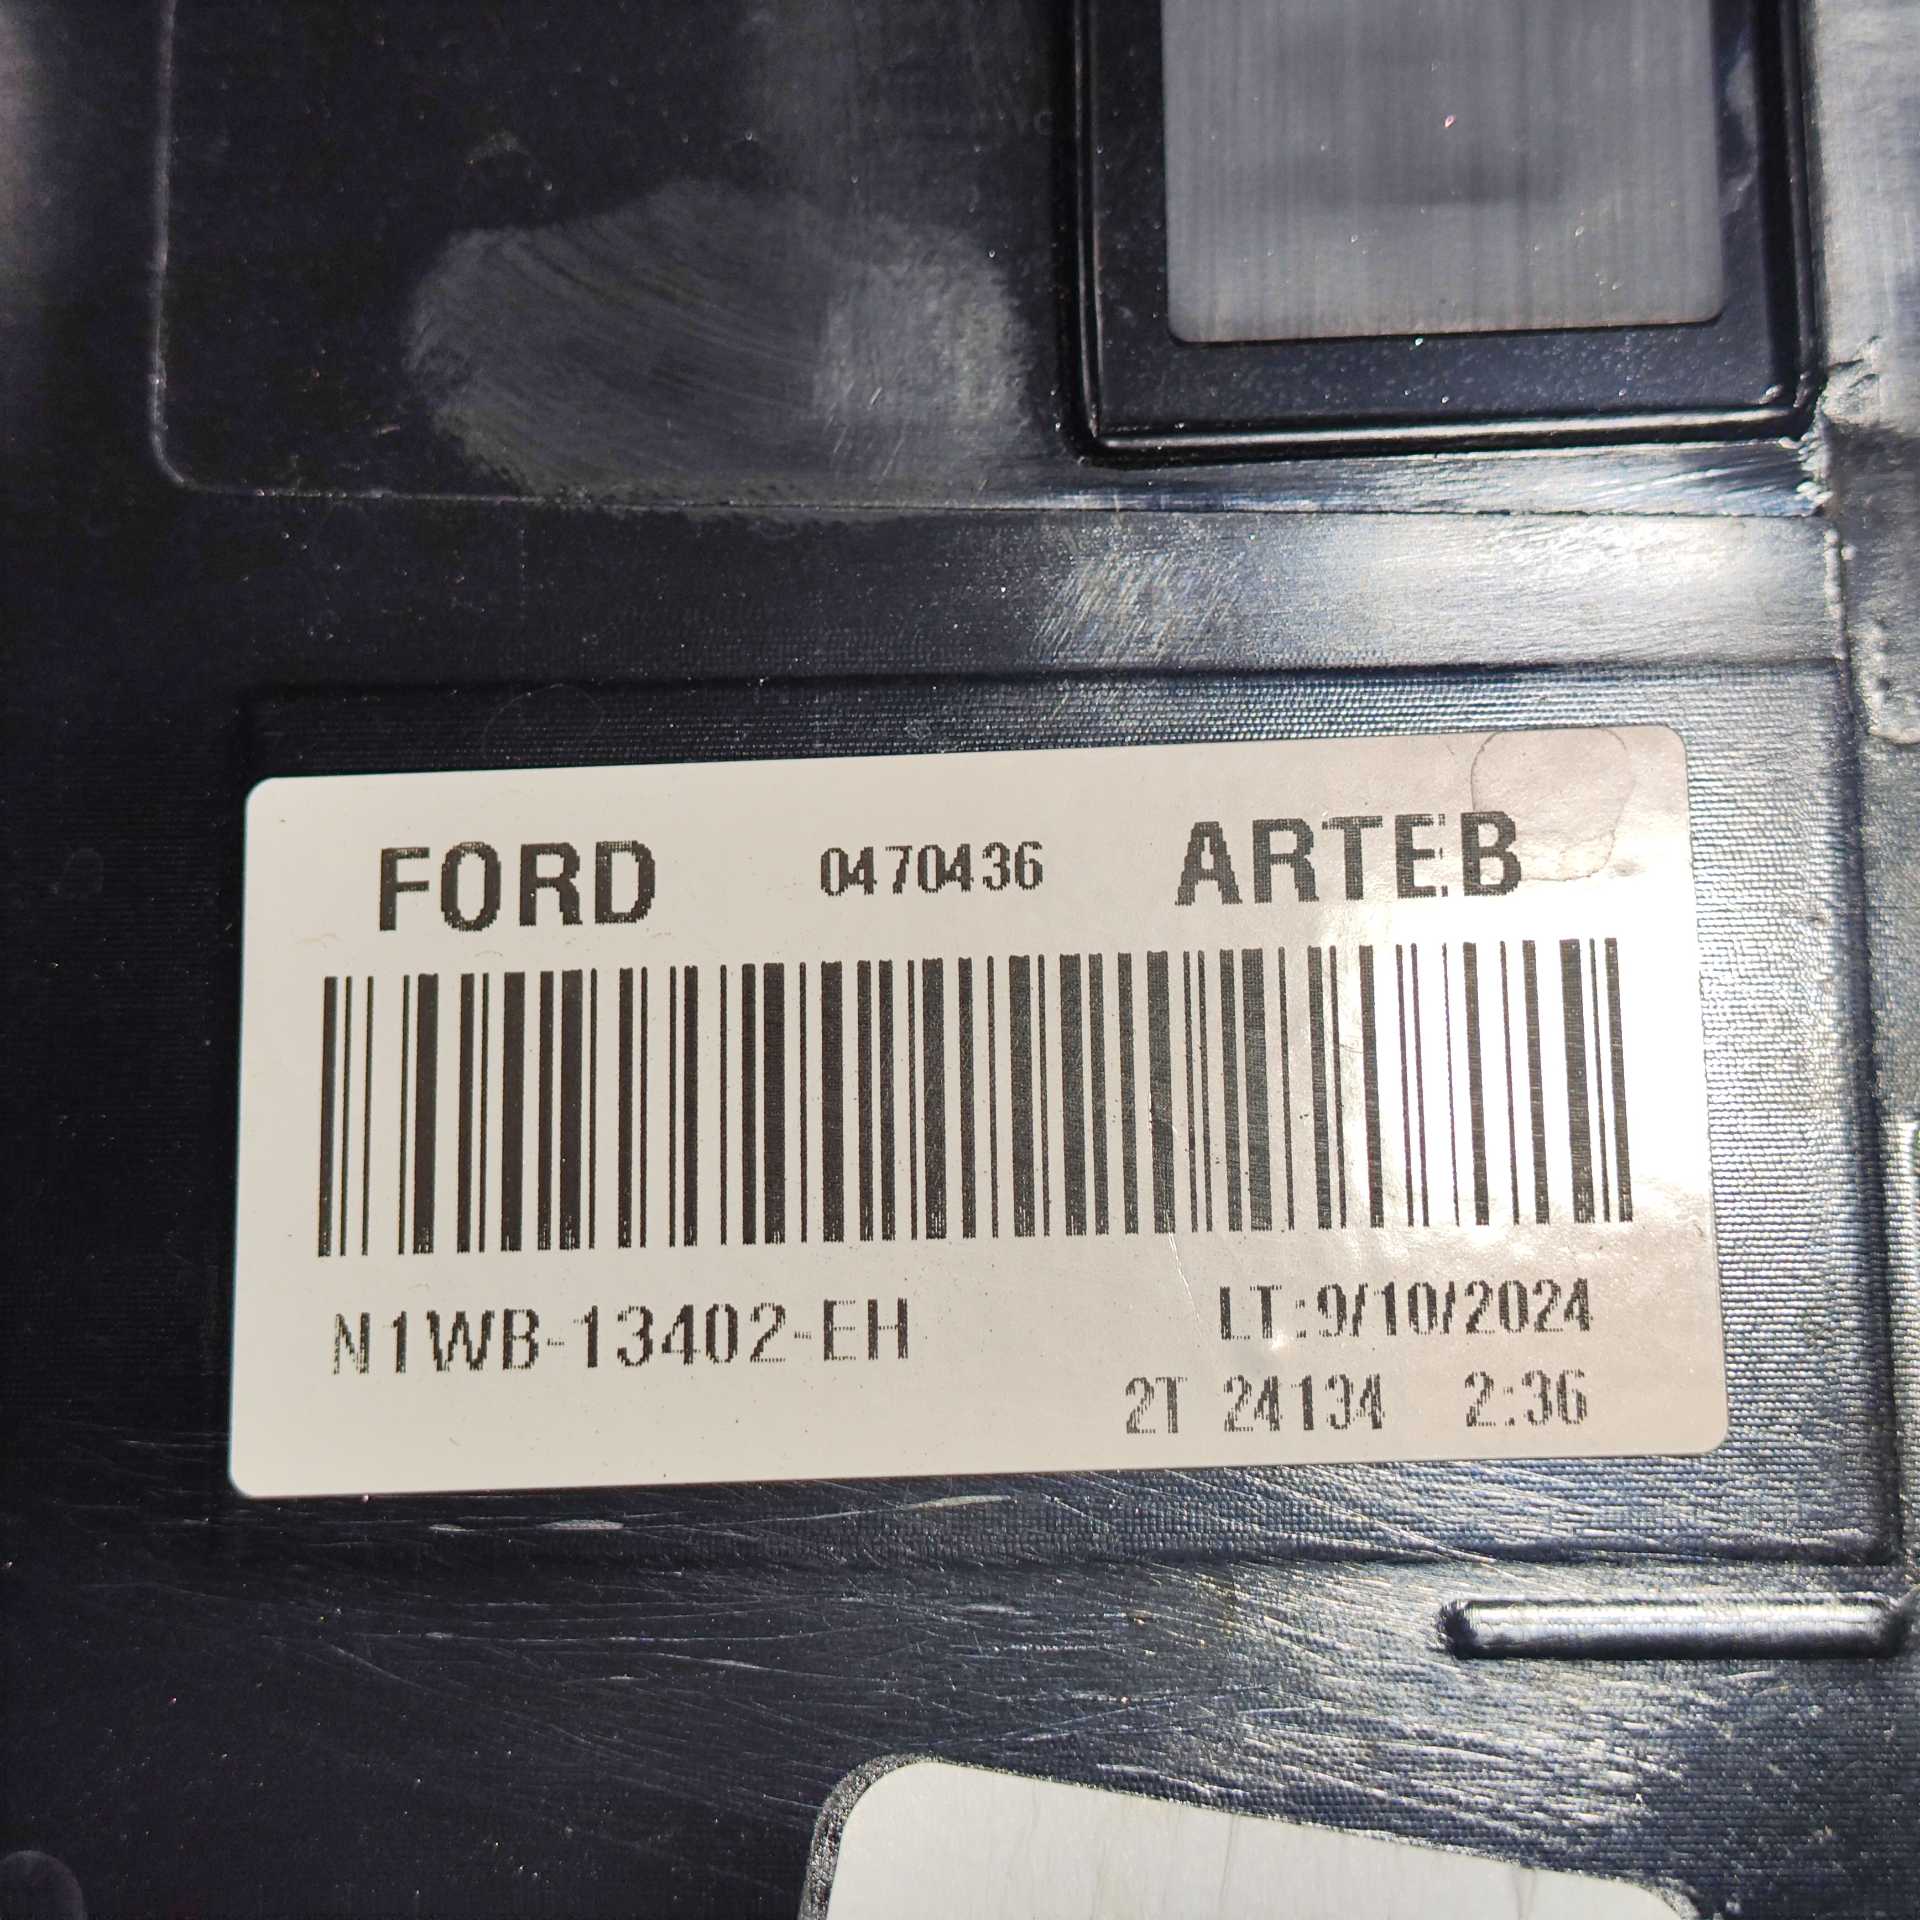 FORD 0470436 ARTEB
N1WB-13402-EH LT:9/10/2024
2T 24134 2:36